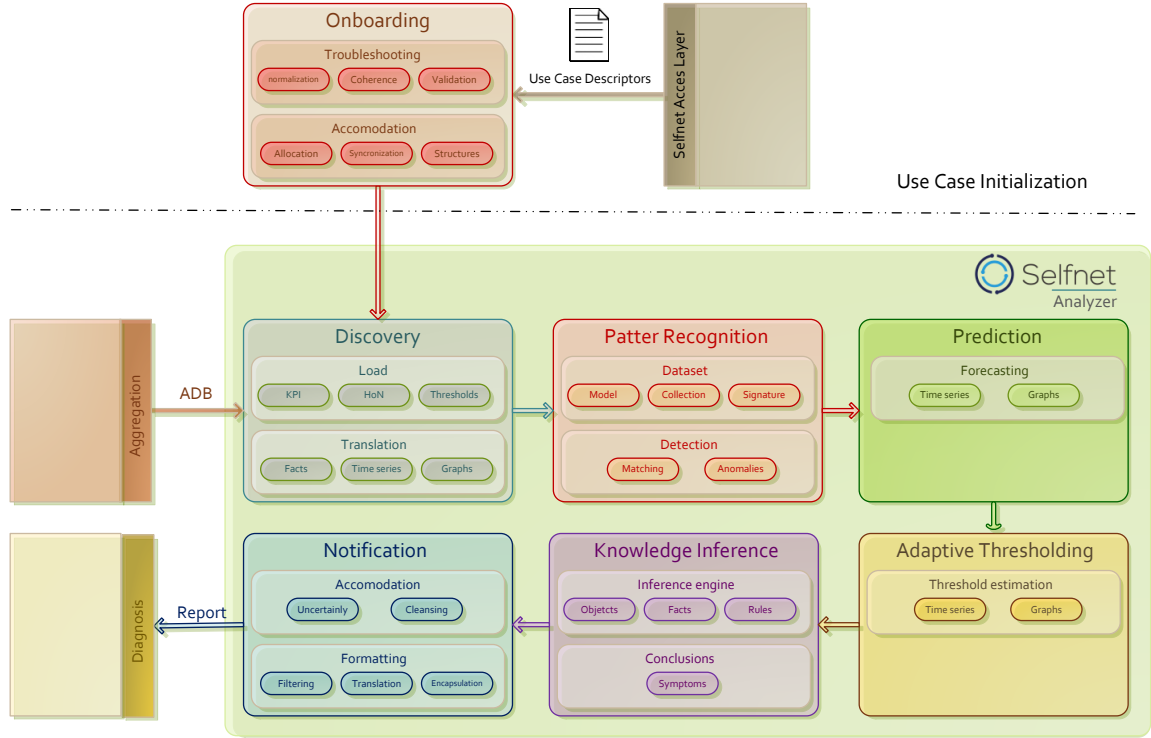 Onboarding
Troubleshooting
normalization
Coherence
Validation
Accomodation
Allocation
Syncronization
Structures
Use Case Descriptors
Selfnet Acces Layer
Use Case Initialization
Selfnet
Analyzer
Aggregation
ADB
Discovery
Load
KPI
HoN
Thresholds
Translation
Facts
Time series
Graphs
Patter Recognition
Dataset
Model
Collection
Signature
Detection
Matching
Anomalies
Prediction
Forecasting
Time series
Graphs
Adaptive Thresholding
Threshold estimation
Time series
Graphs
Knowledge Inference
Inference engine
Objetcts
Facts
Rules
Conclusions
Symptoms
Notification
Accomodation
Uncertainly
Cleansing
Formatting
Filtering
Translation
Encapsulation
Report
Diagnosis